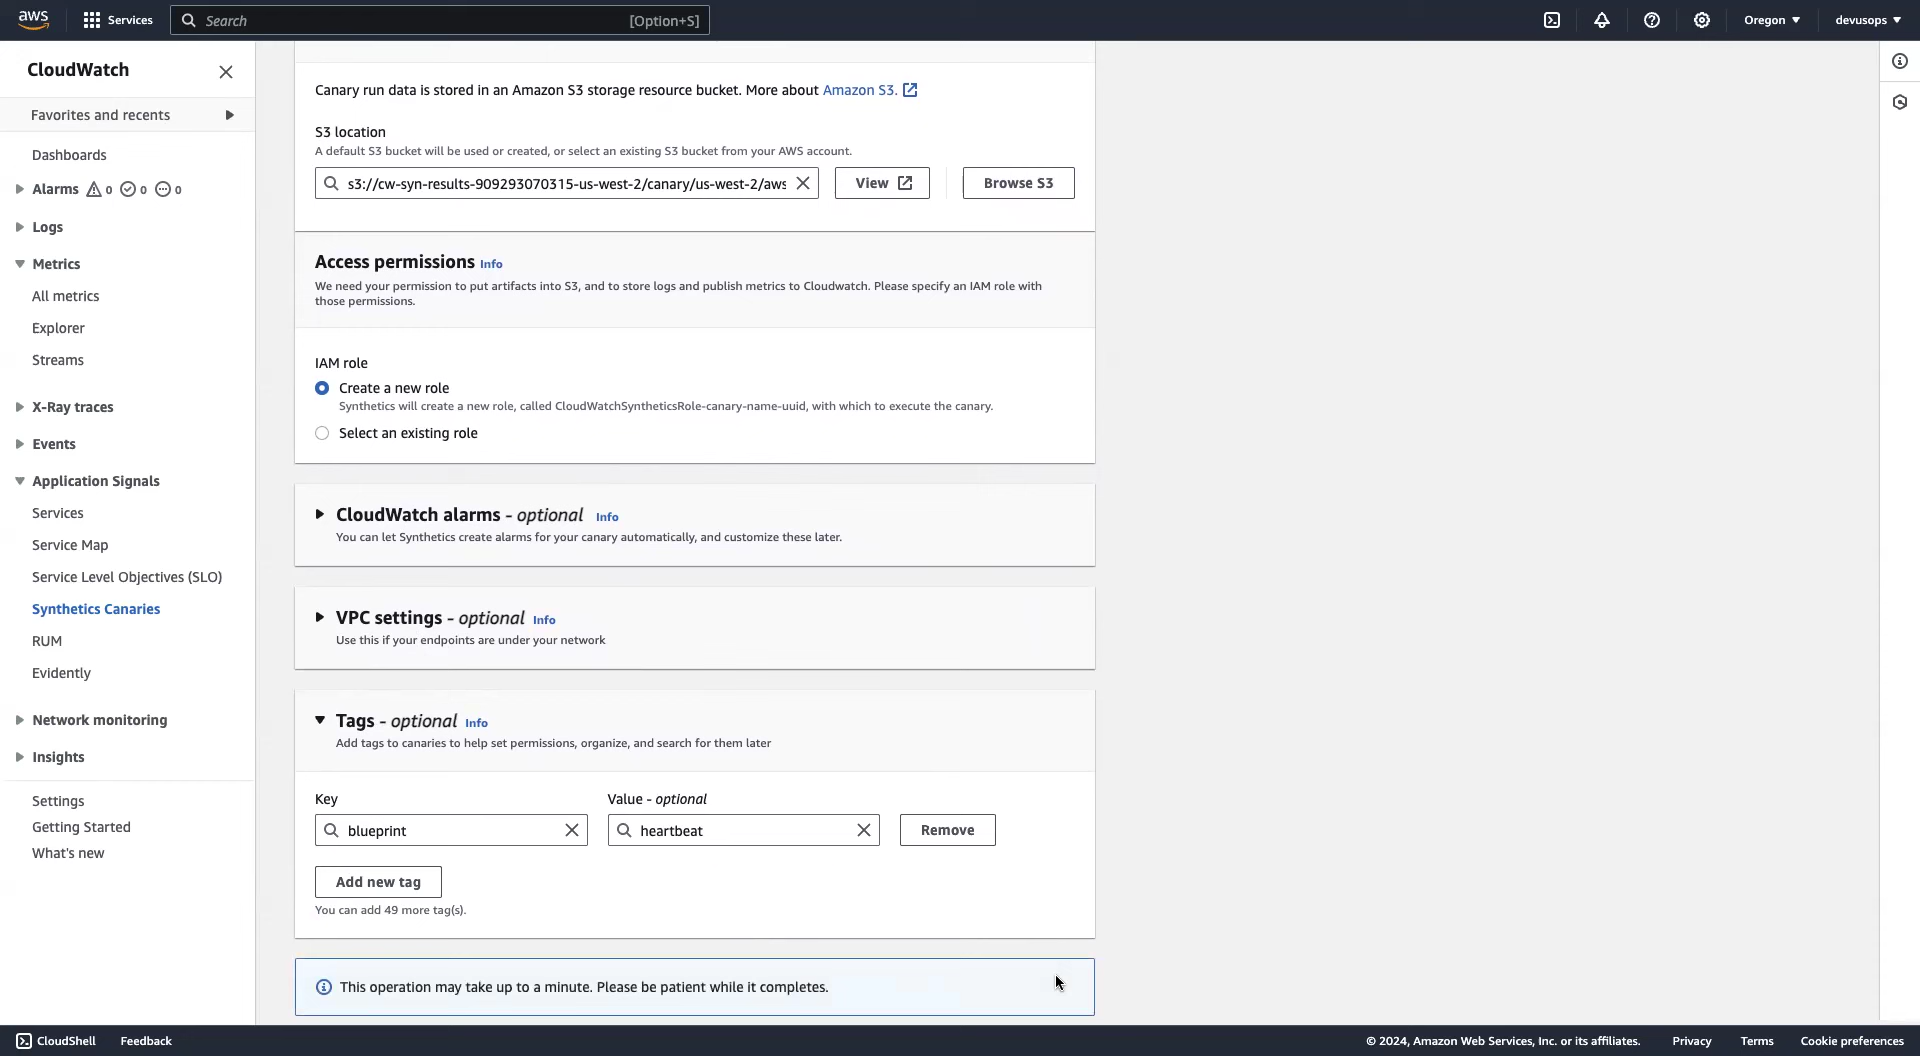 aws
Services
Search
[Option+S]
Oregon
devusops
CloudWatch
Favorites and recents
Dashboards
Alarms 0 0 0
Logs
Metrics
All metrics
Explorer
Streams
X-Ray traces
Events
Application Signals
Services
Service Map
Service Level Objectives (SLO)
Synthetics Canaries
RUM
Evidently
Network monitoring
Insights
Settings
Getting Started
What's new
Canary run data is stored in an Amazon S3 storage resource bucket. More about Amazon S3.
S3 location
A default S3 bucket will be used or created, or select an existing S3 bucket from your AWS account.
s3://cw-syn-results-909293070315-us-west-2/canary/us-west-2/aws
View
Browse S3
Access permissions Info
We need your permission to put artifacts into S3, and to store logs and publish metrics to Cloudwatch. Please specify an IAM role with
those permissions.
IAM role
Create a new role
Synthetics will create a new role, called CloudWatchSyntheticsRole-canary-name-uuid, with which to execute the canary.
Select an existing role
CloudWatch alarms - optional Info
You can let Synthetics create alarms for your canary automatically, and customize these later.
VPC settings - optional Info
Use this if your endpoints are under your network
Tags - optional Info
Add tags to canaries to help set permissions, organize, and search for them later
Key
Value - optional
blueprint
heartbeat
Remove
Add new tag
You can add 49 more tag(s).
This operation may take up to a minute. Please be patient while it completes.
CloudShell
Feedback
© 2024, Amazon Web Services, Inc. or its affiliates.
Privacy
Terms
Cookie preferences